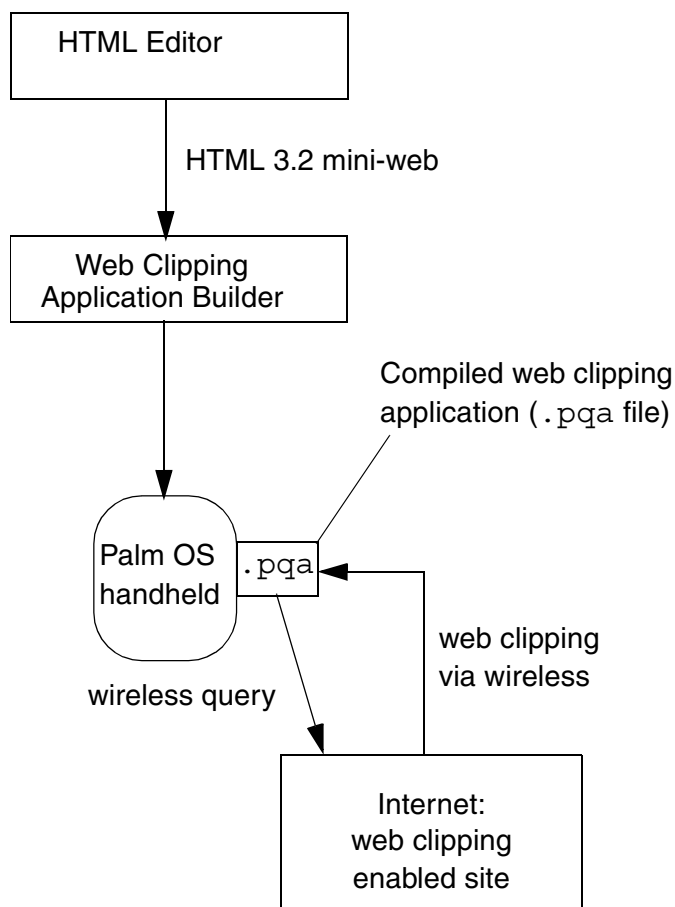 HTML Editor
HTML 3.2 mini-web
Web Clipping
Application Builder
Compiled web clipping
application (.pqa file)
Palm OS
handheld
.pqa
web clipping
via wireless
wireless query
Internet:
web clipping
enabled site